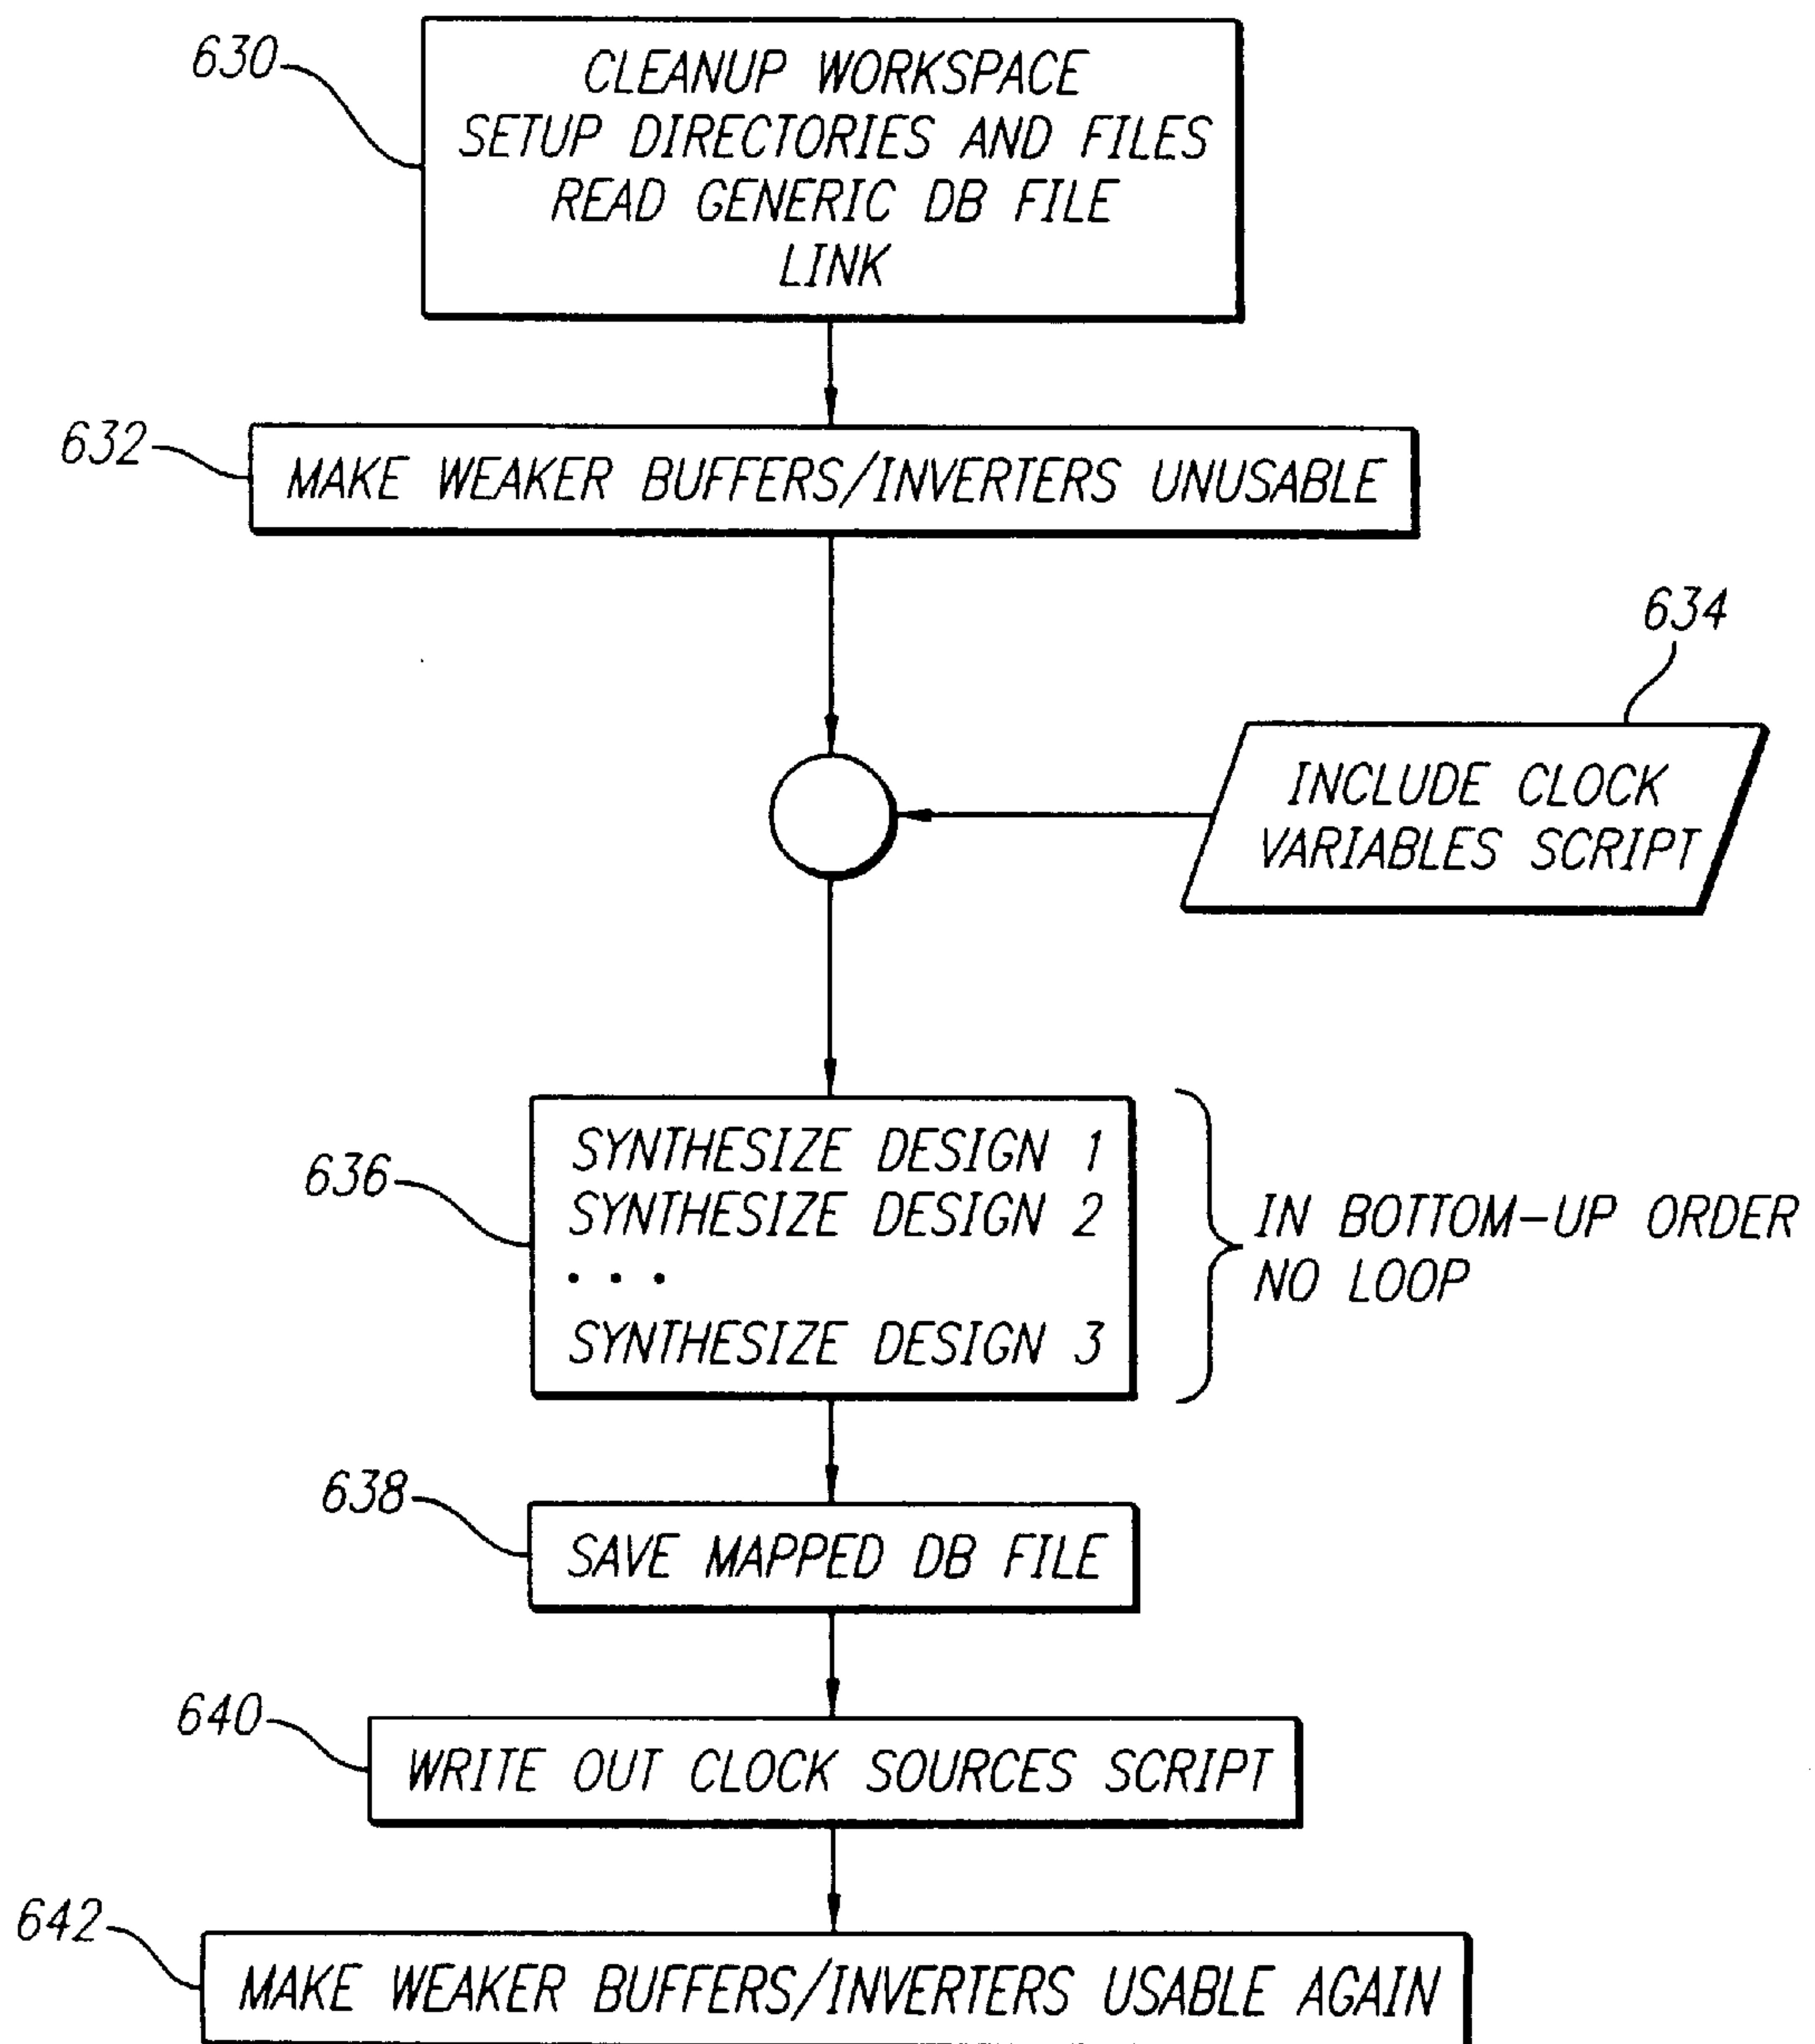 630
CLEANUP WORKSPACE
SETUP DIRECTORIES AND FILES
READ GENERIC DB FILE
LINK
632
MAKE WEAKER BUFFERS/INVERTERS UNUSABLE
634
INCLUDE CLOCK
VARIABLES SCRIPT
636
SYNTHESIZE DESIGN 1
SYNTHESIZE DESIGN 2
• • •
SYNTHESIZE DESIGN 3
IN BOTTOM-UP ORDER
NO LOOP
638
SAVE MAPPED DB FILE
640
WRITE OUT CLOCK SOURCES SCRIPT
642
MAKE WEAKER BUFFERS/INVERTERS USABLE AGAIN